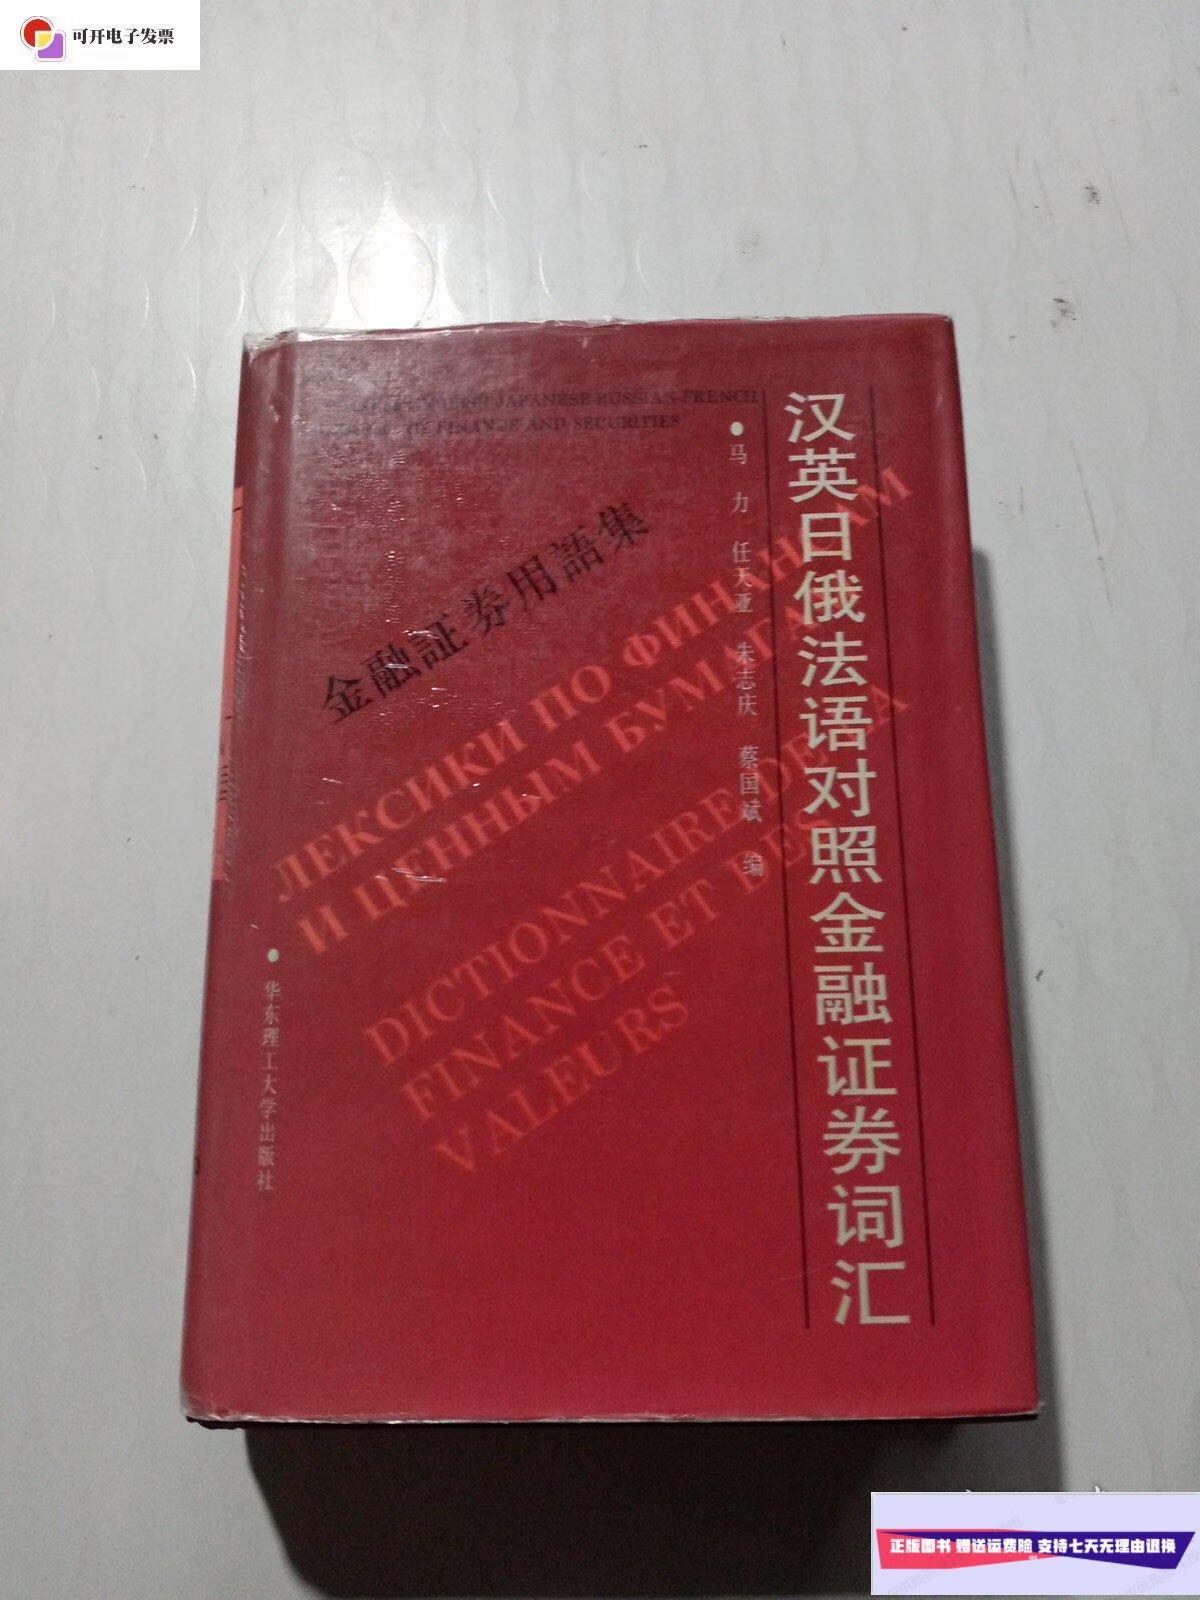 可开电子发票
JAPANESE-RUSSIAN-FRENCH
FINANCE AND SECURITIES
汉英日俄法语对照金融证券词汇
马力 任天亚 朱志庆 蔡国斌 编
金融証券用語集
ЛЕКСИКИ ПО ФИНАНСАМ
И ЦЕННЫМ БУМАГАМ
DICTIONNAIRE DE LA
FINANCE ET DES
VALEURS
华东理工大学出版社
正版图书 赠送运费险 支持七天无理由退换